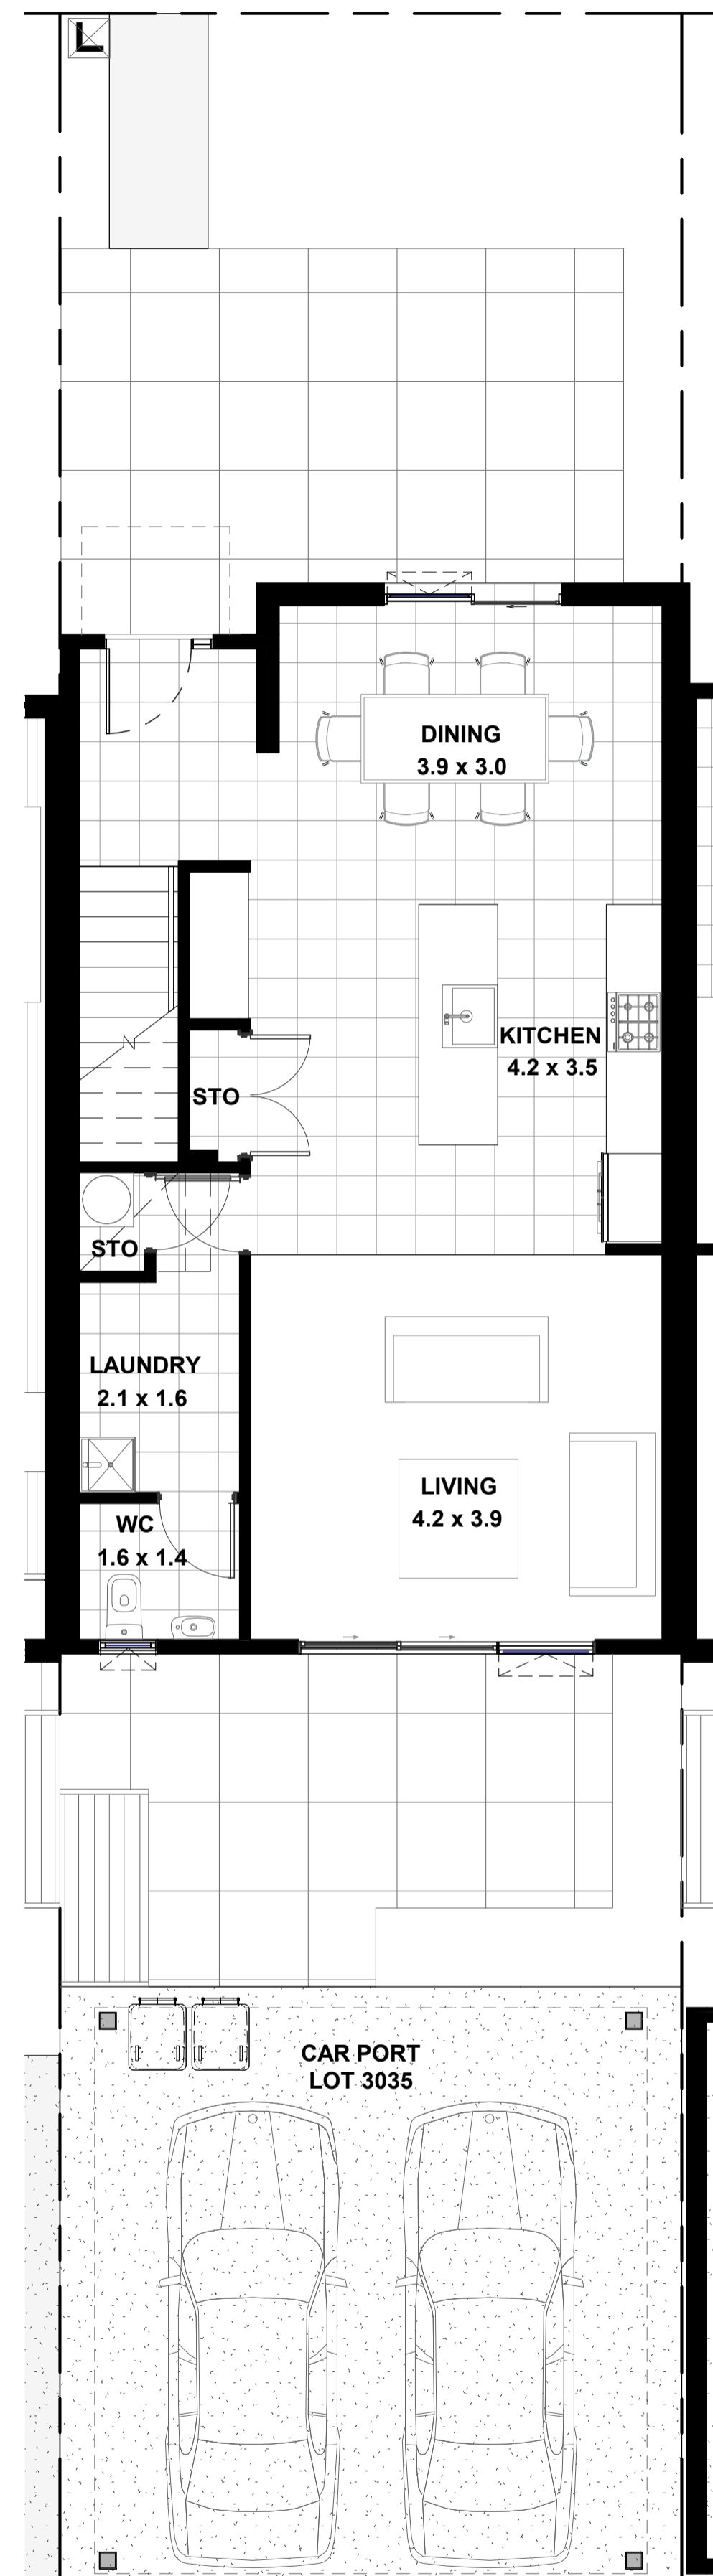 L
DINING
3.9 x 3.0
KITCHEN
4.2 x 3.5
STO
STO
LAUNDRY
2.1 x 1.6
LIVING
4.2 x 3.9
WC
1.6 x 1.4
CAR PORT
LOT 3035